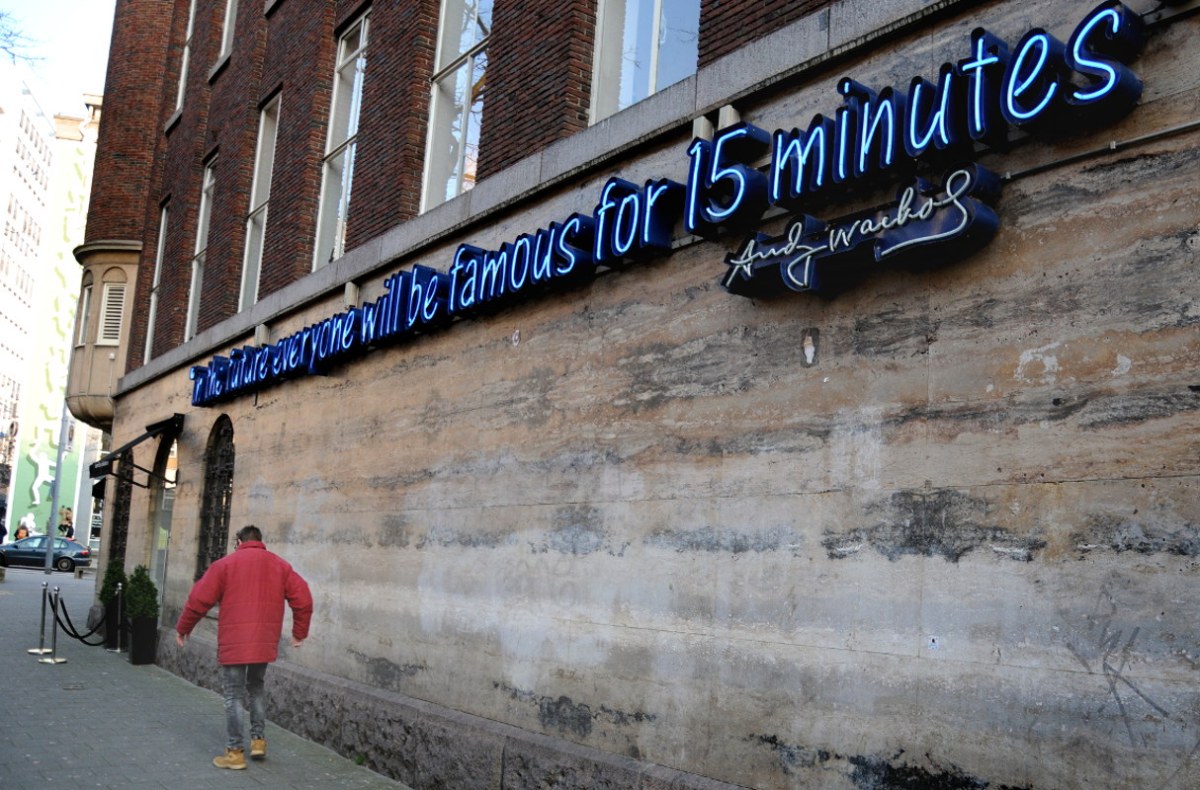 in the future everyone will be famous for 15 minutes
Andy Warhol